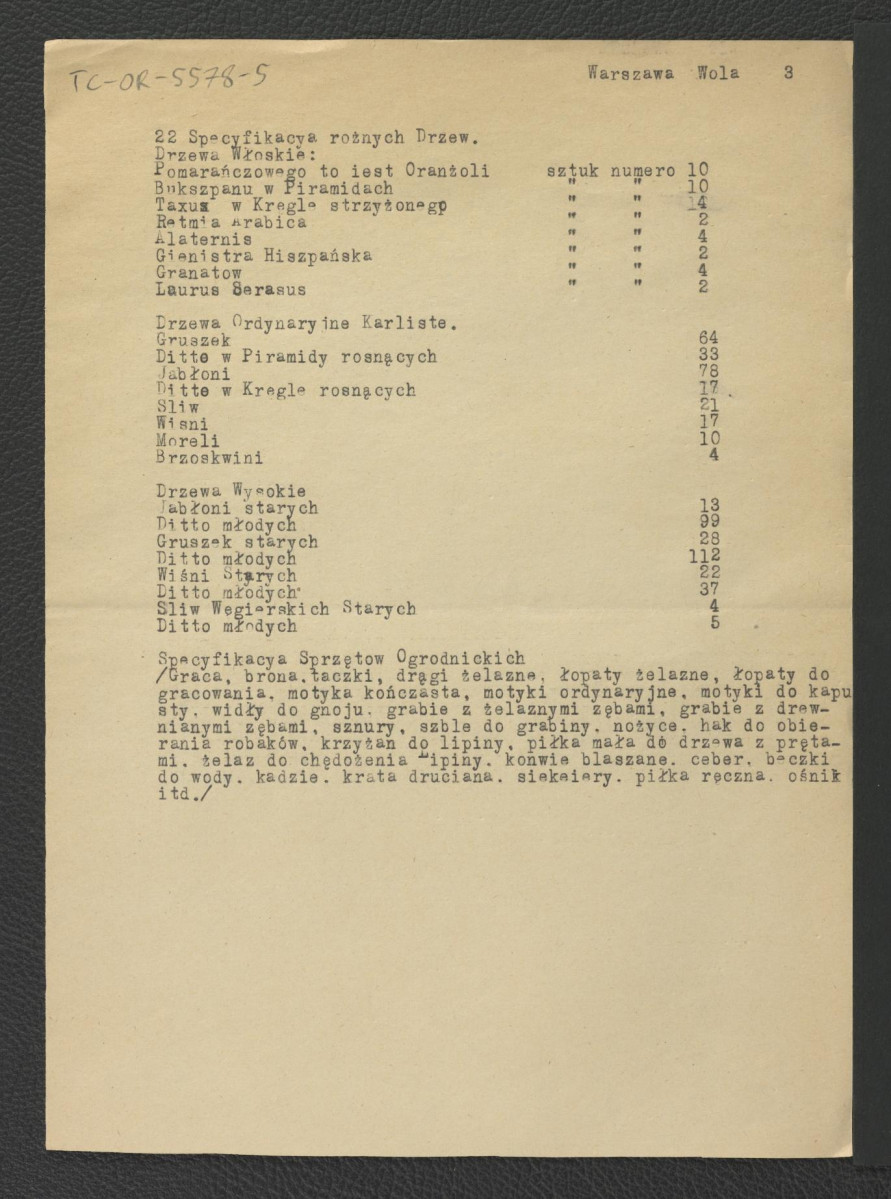 TC-OR-5578-5
Warszawa Wola 3
22 Specyfikacya rożnych Drzew.
Drzewa Włoskie:
Pomarańczowego to iest Oranżoli sztuk numero 10
Bukszpanu w Piramidach " " 10
Taxus w Kręgle strzyżonego " " 14
Retmia Arabica " " 2
Alaternis " " 4
Gienistra Hiszpańska " " 2
Granatow " " 4
Laurus Serasus " " 2
Drzewa Ordynaryjne Karliste.
Gruszek 64
Ditto w Piramidy rosnących 33
Jabłoni 78
Ditto w Kręgle rosnących 17
Sliw 21
Wisni 17
Moreli 10
Brzoskwini 4
Drzewa Wysokie
Jabłoni starych 13
Ditto młodych 99
Gruszek starych 28
Ditto młodych 112
Wiśni Starych 22
Ditto młodych 37
Sliw Węgierskich Starych 4
Ditto młodych 5
Specyfikacya Sprzętow Ogrodnickich
/Graca, brona,taczki, drągi żelazne, łopaty żelazne, łopaty do
gracowania, motyka kończasta, motyki ordynaryjne, motyki do kapu
sty, widły do gnoju, grabie z żelaznymi zębami, grabie z drew-
nianymi zębami, sznury, szble do grabiny, nożyce, hak do obie-
rania robaków, krzyżan do lipiny, piłka mała do drzewa z pręta-
mi, żelaz do chędożenia Lipiny, konwie blaszane, ceber, beczki
do wody, kadzie, krata druciana, siekeiery, piłka ręczna, ośnik
itd./